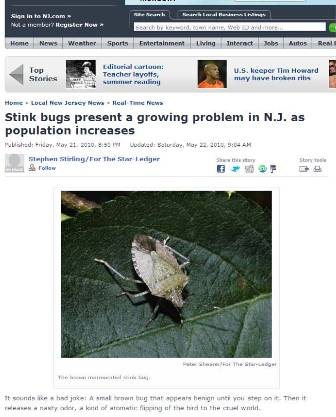 Sign in to NJ.com »
Not a member? Register Now »
Site Search
Search Local Business Listings
Search by keyword, town name, Web ID and more...
Home
News
Weather
Sports
Entertainment
Living
Interact
Jobs
Autos
Real
Top Stories
Editorial cartoon:
Teacher layoffs,
summer reading
U.S. keeper Tim Howard
may have broken ribs
Home > Local New Jersey News > Real-Time News
Stink bugs present a growing problem in N.J. as
population increases
Published: Friday, May 21, 2010, 8:30 PM Updated: Saturday, May 22, 2010, 9:04 AM
Stephen Stirling/For The Star-Ledger
Follow
Share this story
Story tools
Peter Shearer/For The Star-Ledger
The brown marmorated stink bug.
It sounds like a bad joke: A small brown bug that appears benign until you step on it. Then it
releases a nasty odor, a kind of aromatic flipping of the bird to the cruel world.